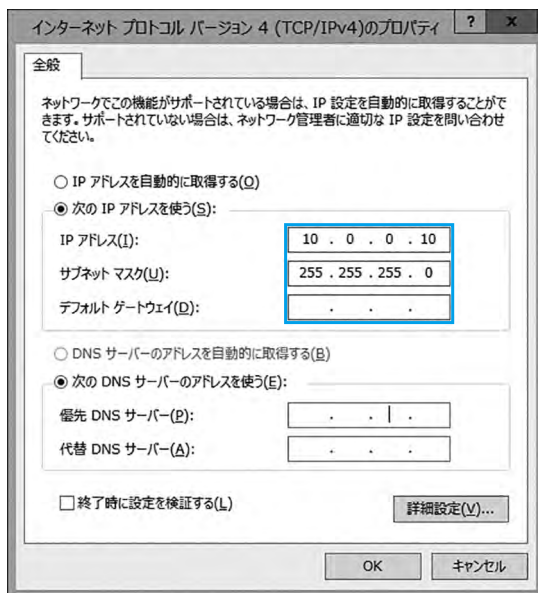 インターネット プロトコル バージョン 4 (TCP/IPv4)のプロパティ ? x
全般
ネットワークでこの機能がサポートされている場合は、IP 設定を自動的に取得することがで
きます。サポートされていない場合は、ネットワーク管理者に適切な IP 設定を問い合わせ
てください。
IP アドレスを自動的に取得する(O)
次の IP アドレスを使う(S):
IP アドレス(I): 10 . 0 . 0 . 10
サブネット マスク(U): 255 . 255 . 255 . 0
デフォルト ゲートウェイ(D): . . .
DNS サーバーのアドレスを自動的に取得する(B)
次の DNS サーバーのアドレスを使う(E):
優先 DNS サーバー(P): . . .
代替 DNS サーバー(A): . . .
終了時に設定を検証する(L)
詳細設定(V)...
OK キャンセル